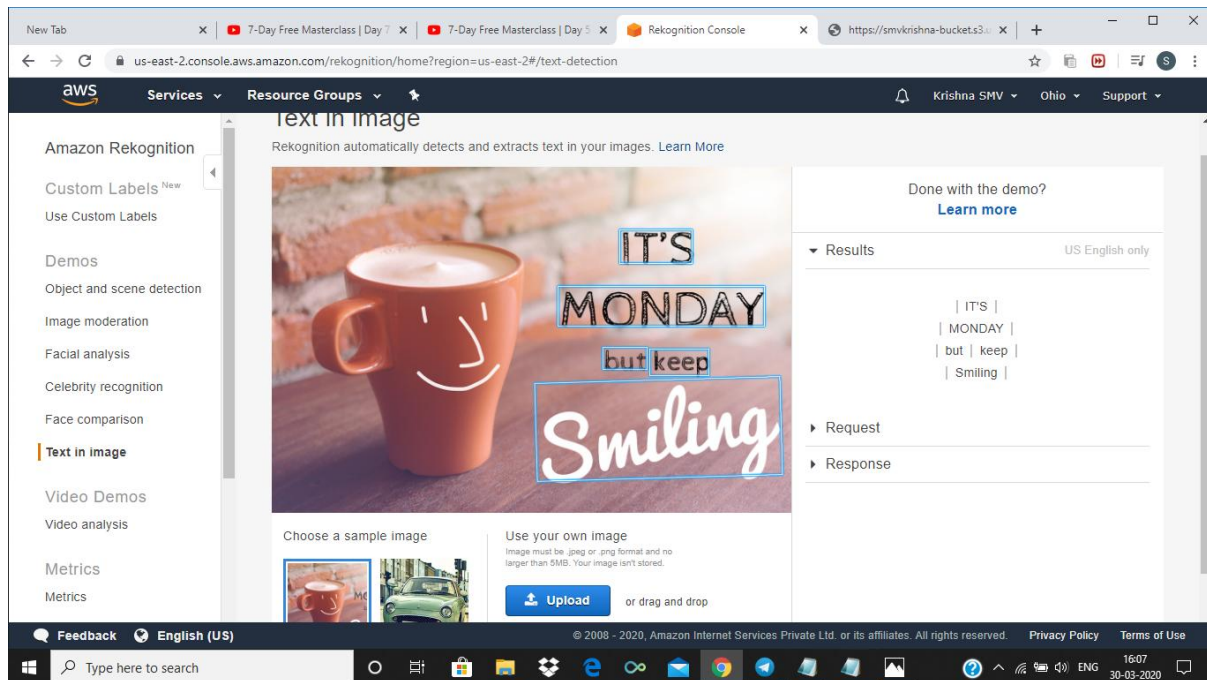 New Tab
7-Day Free Masterclass | Day 7
7-Day Free Masterclass | Day 5
Rekognition Console
https://smvkrishna-bucket.s3.u
us-east-2.console.aws.amazon.com/rekognition/home?region=us-east-2#/text-detection
S
aws Services Resource Groups Krishna SMV Ohio Support
Amazon Rekognition
Custom Labels New
Use Custom Labels
Demos
Object and scene detection
Image moderation
Facial analysis
Celebrity recognition
Face comparison
Text in image
Video Demos
Video analysis
Metrics
Metrics
Text in image
Rekognition automatically detects and extracts text in your images. Learn More
IT'S
MONDAY
but keep
Smiling
Choose a sample image
Use your own image
Image must be .jpeg or .png format and no
larger than 5MB. Your image isn't stored.
Upload or drag and drop
Done with the demo?
Learn more
Results US English only
| IT'S |
| MONDAY |
| but | keep |
| Smiling |
Request
Response
Feedback English (US) © 2008 - 2020, Amazon Internet Services Private Ltd. or its affiliates. All rights reserved. Privacy Policy Terms of Use
Type here to search
ENG
16:07
30-03-2020